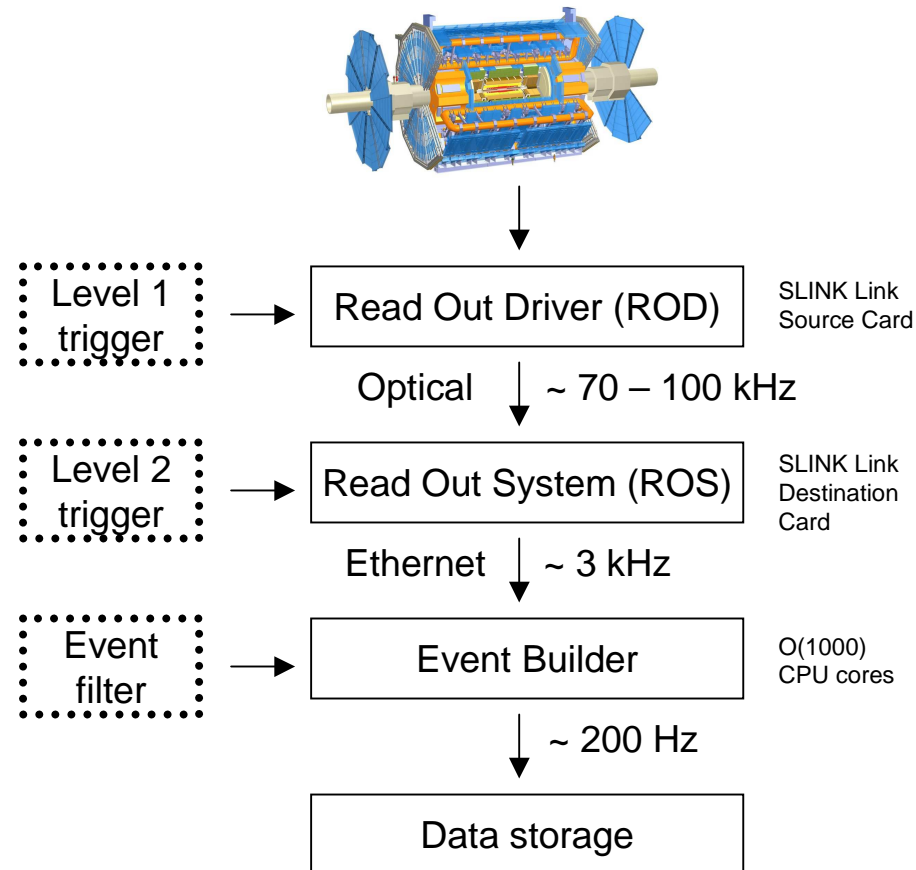 Level 1
trigger
Read Out Driver (ROD)
SLINK Link
Source Card
Optical
~ 70 – 100 kHz
Level 2
trigger
Read Out System (ROS)
SLINK Link
Destination
Card
Ethernet
~ 3 kHz
Event
filter
Event Builder
O(1000)
CPU cores
~ 200 Hz
Data storage